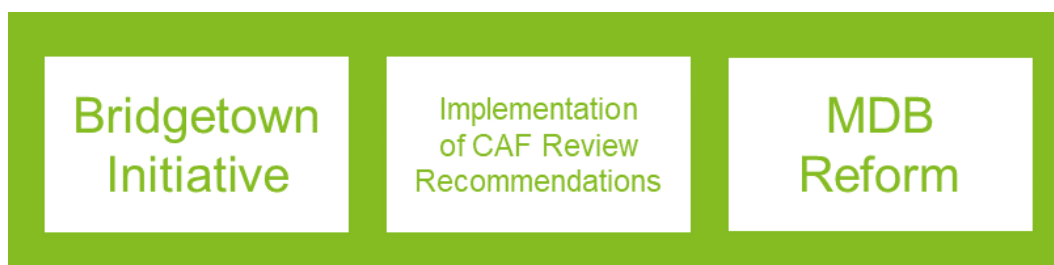 Bridgetown
Initiative
Implementation
of CAF Review
Recommendations
MDB
Reform